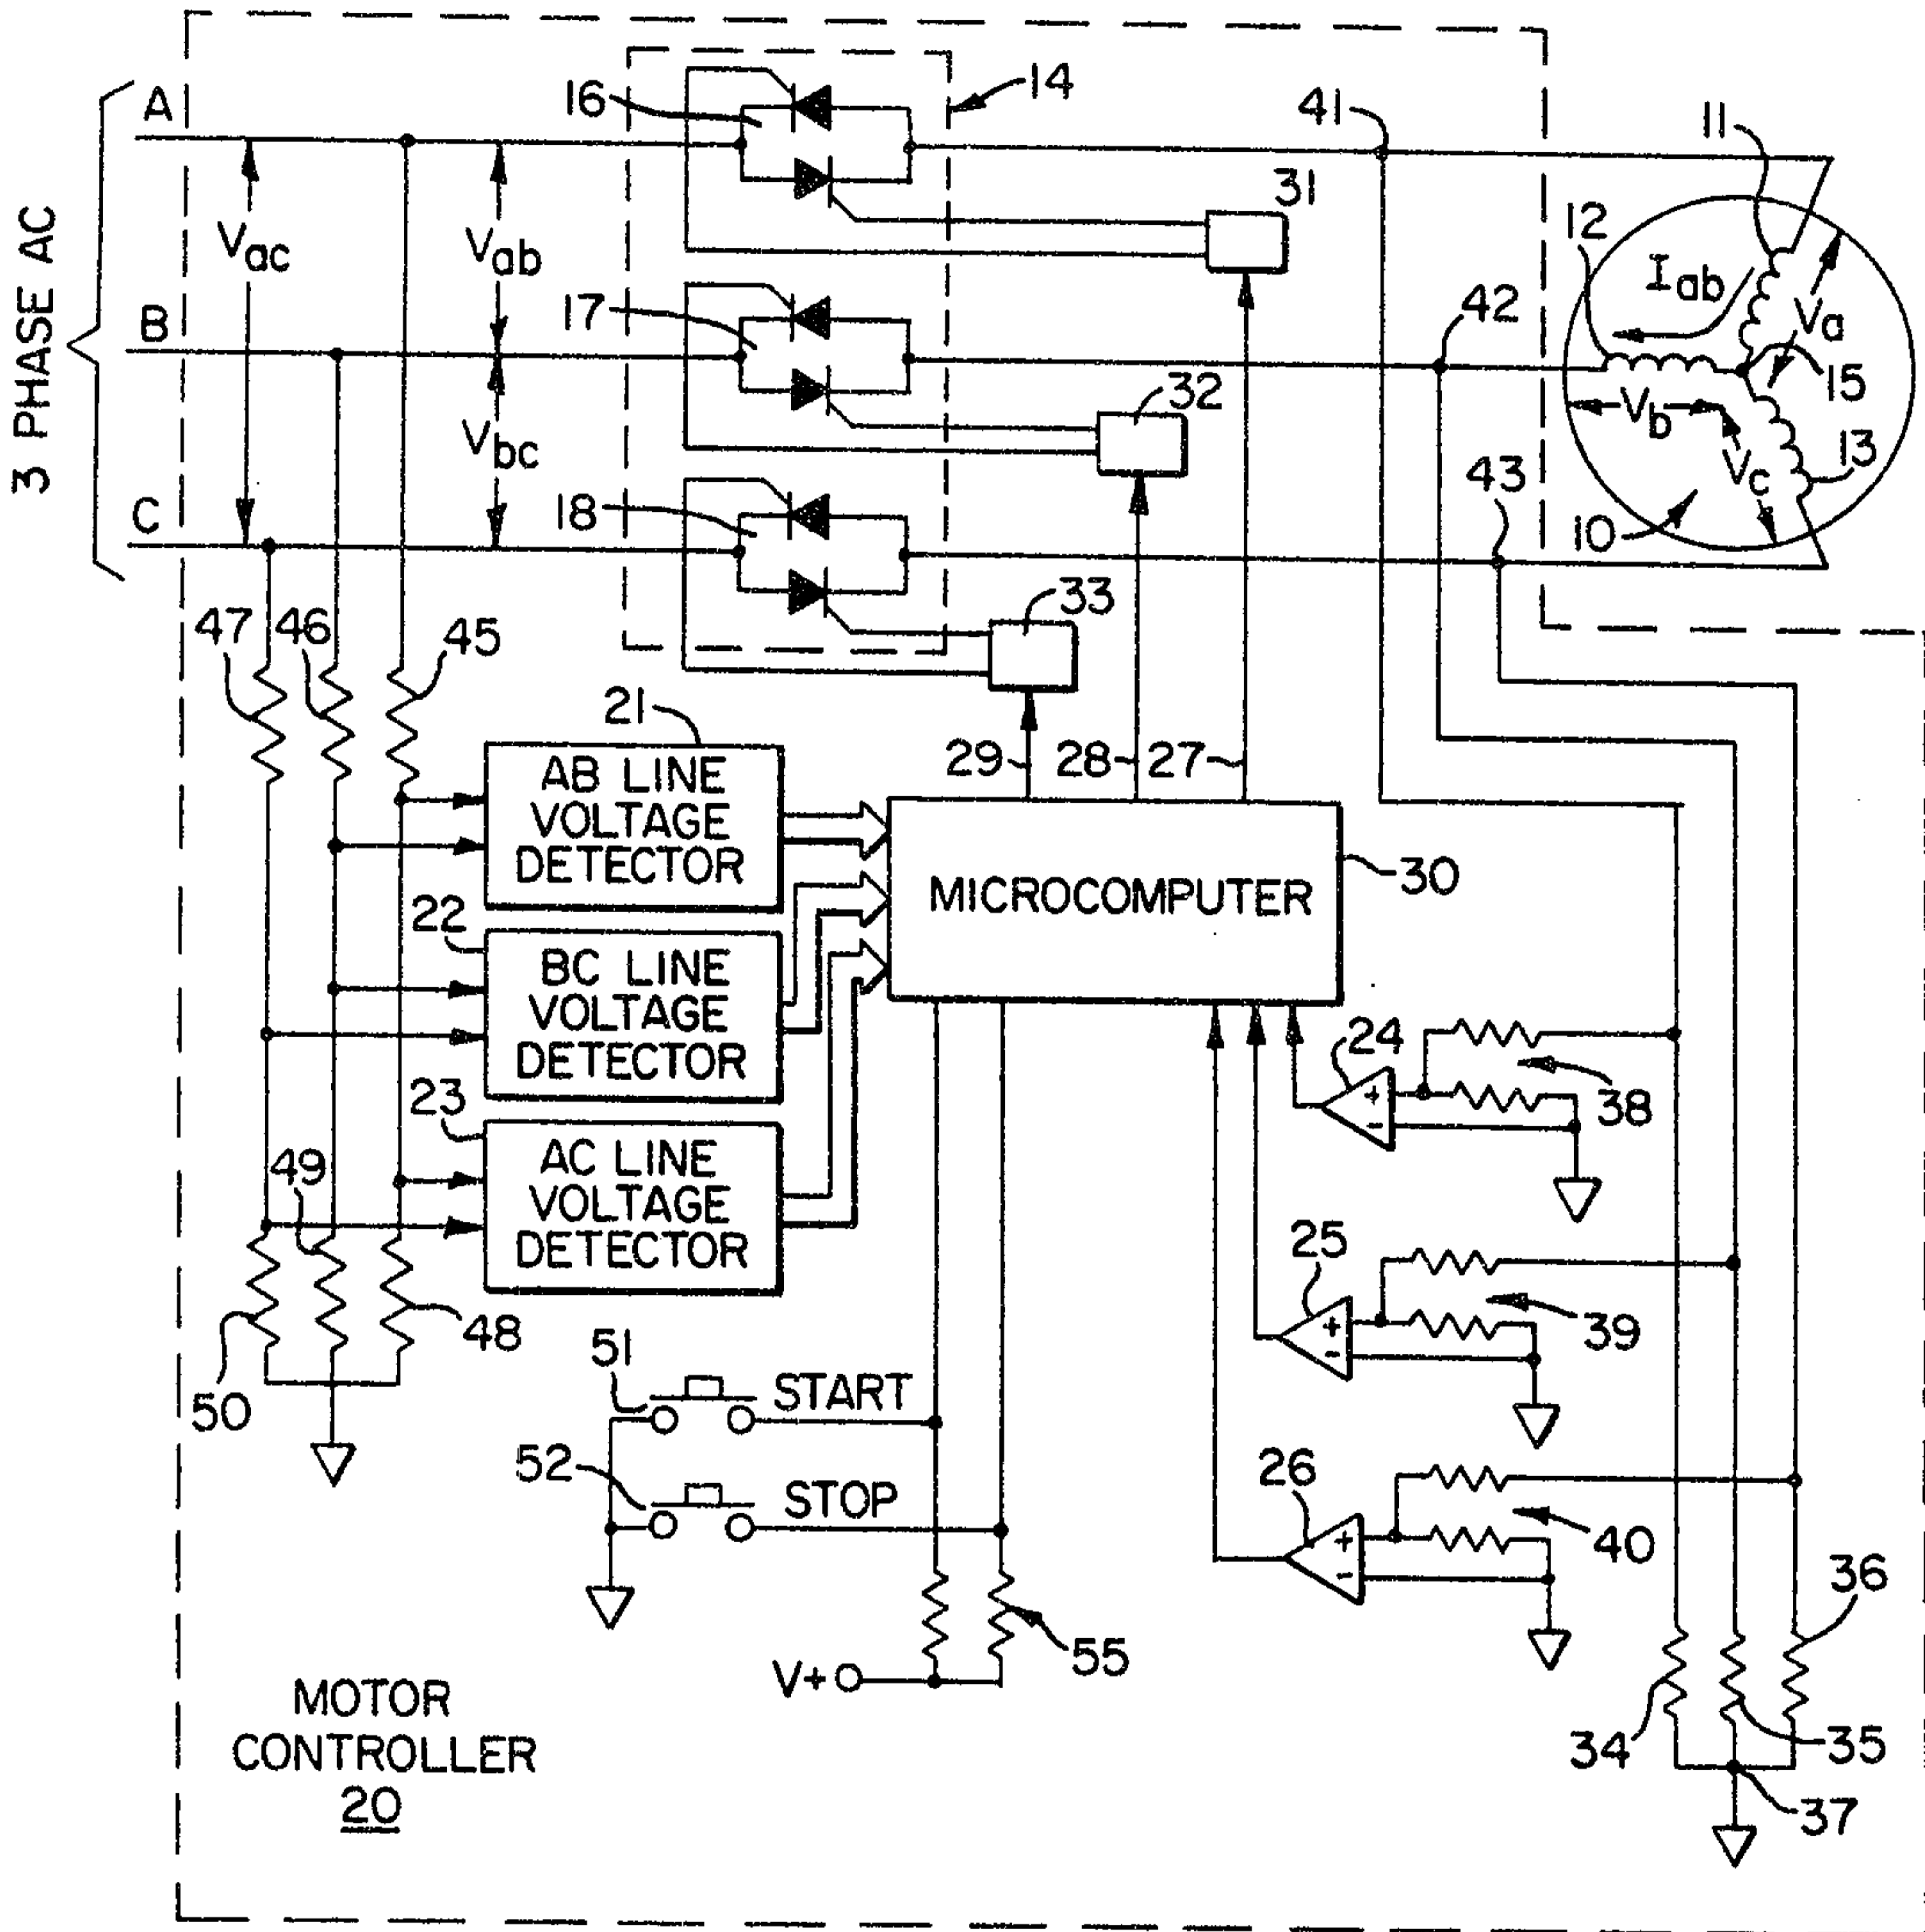 3 PHASE AC
A
B
C
Vac
Vab
Vbc
16
14
41
11
31
12
Iab
Va
17
42
15
32
Vb
Vc
13
18
43
10
33
47
46
45
21
AB LINE
VOLTAGE
DETECTOR
29
28
27
MICROCOMPUTER
30
22
BC LINE
VOLTAGE
DETECTOR
24
+
-
38
23
AC LINE
VOLTAGE
DETECTOR
49
25
+
-
39
50
48
51
START
52
STOP
26
+
-
40
36
55
V+
MOTOR
CONTROLLER
20
34
35
37